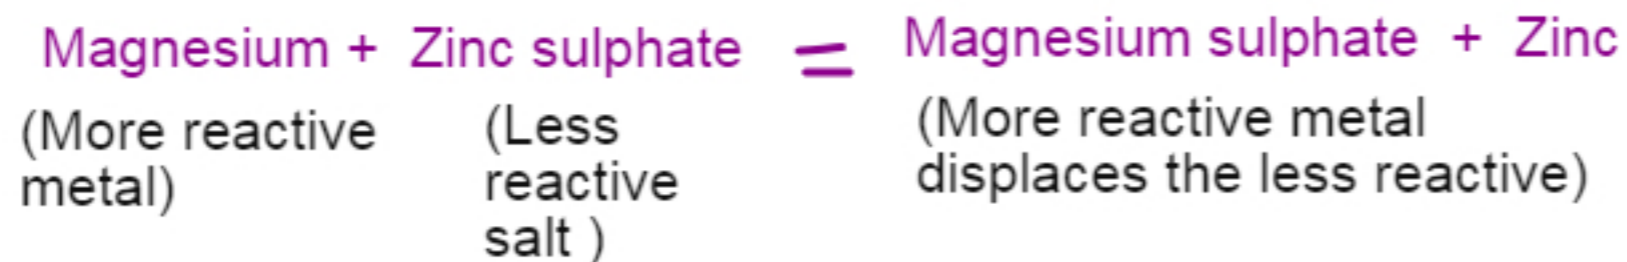 Magnesium + Zinc sulphate = Magnesium sulphate + Zinc
(More reactive
metal)
(Less
reactive
salt )
(More reactive metal
displaces the less reactive)